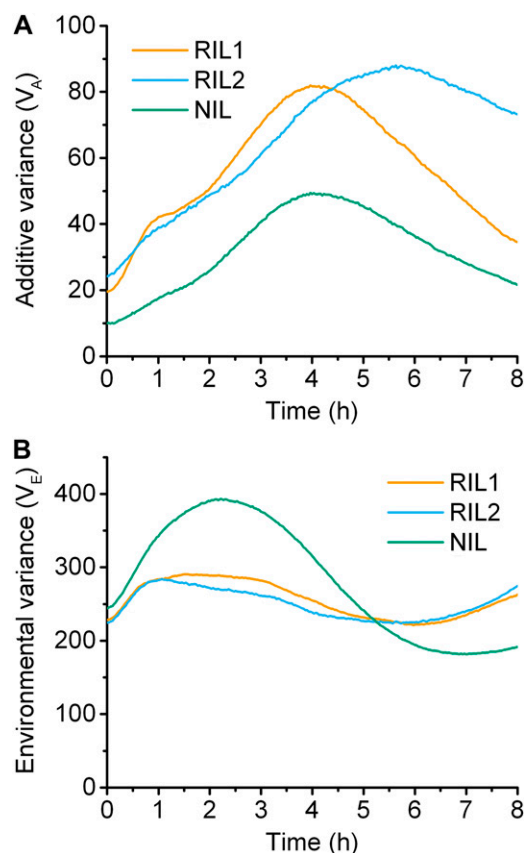 A
RIL1
RIL2
NIL
Additive variance (V_A)
100
80
60
40
20
0
0 1 2 3 4 5 6 7 8
Time (h)
B
RIL1
RIL2
NIL
Environmental variance (V_E)
400
300
200
100
0
0 1 2 3 4 5 6 7 8
Time (h)